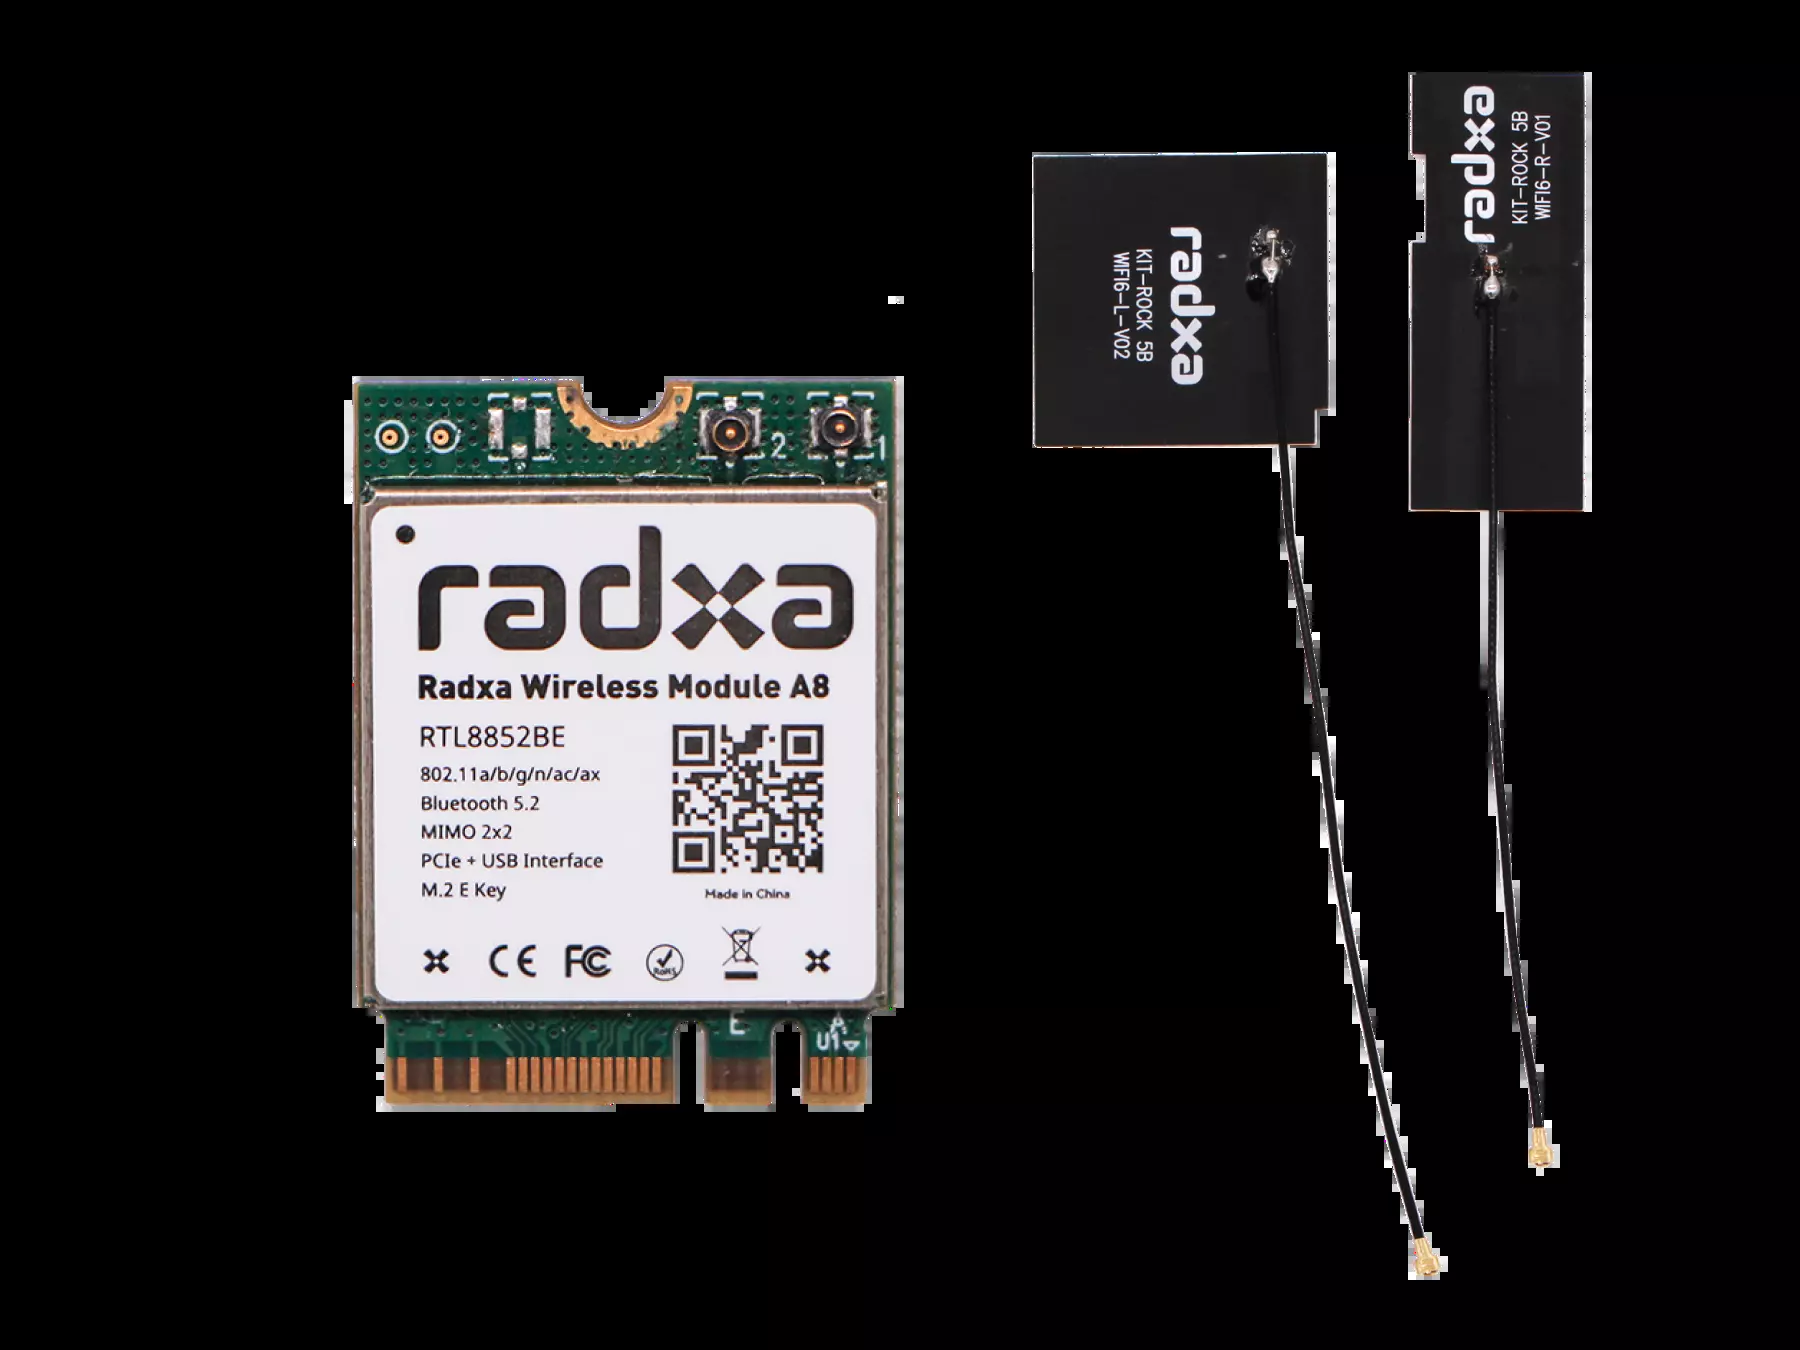 2
1
radxa
Radxa Wireless Module A8
RTL8852BE
802.11a/b/g/n/ac/ax
Bluetooth 5.2
MIMO 2x2
PCIe + USB Interface
M.2 E Key
Made in China
CE
FC
RoHS
E
A
U1
radxa
KIT-ROCK 5B
WIFI6-L-V02
radxa
KIT-ROCK 5B
WIFI6-R-V01